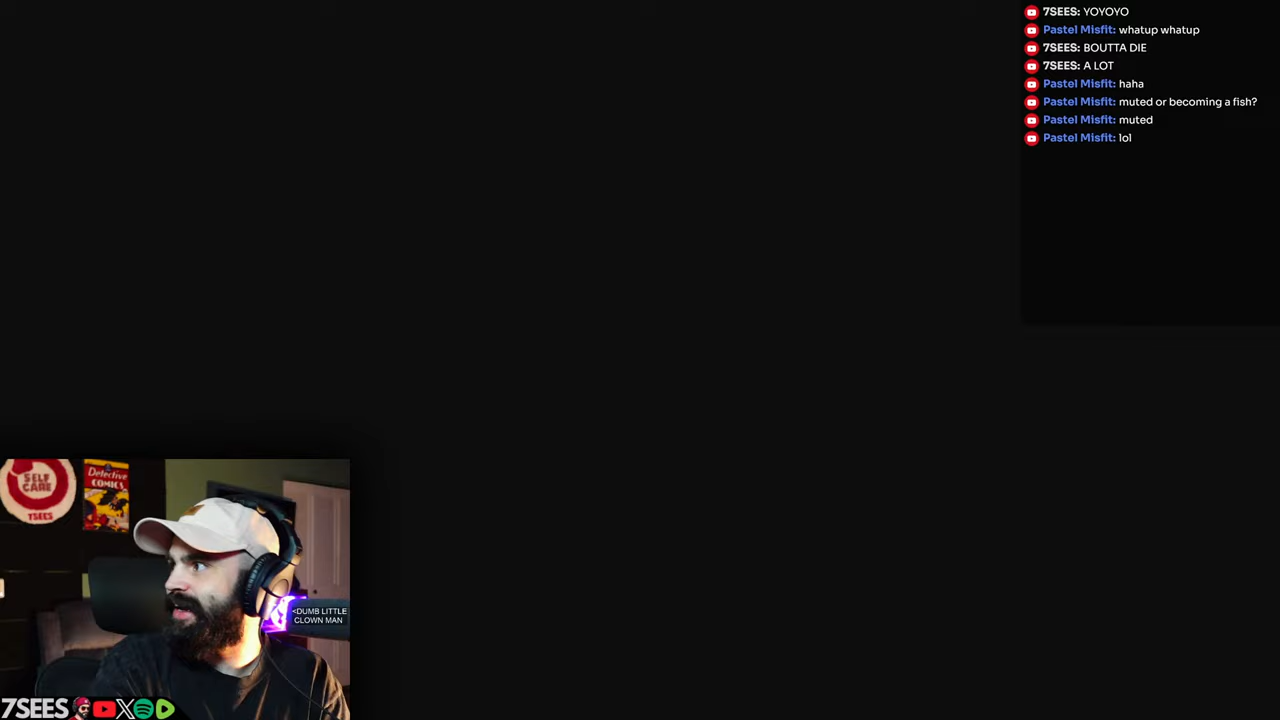 7SEES: YOYOYO
Pastel Misfit: whatup whatup
7SEES: BOUTTA DIE
7SEES: A LOT
Pastel Misfit: haha
Pastel Misfit: muted or becoming a fish?
Pastel Misfit: muted
Pastel Misfit: lol
SELF
CARE
7SEES
Detective
COMICS
<DUMB LITTLE
CLOWN MAN
7SEES